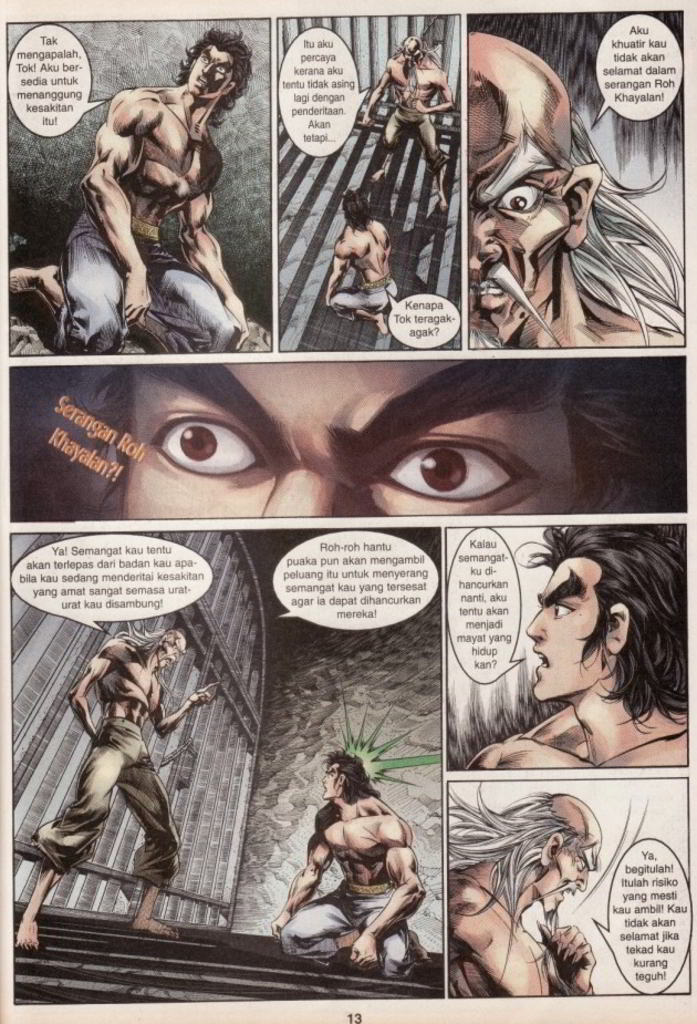 Tak
mengapalah,
Tok! Aku ber-
sedia untuk
menanggung
kesakitan
itu!
Itu aku
percaya
kerana aku
tentu tidak asing
lagi dengan
penderitaan.
Akan
tetapi...
Kenapa
Tok teragak-
agak?
Aku
khuatir kau
tidak akan
selamat dalam
serangan Roh
Khayalan!
Serangan Roh
Khayalan?!
Ya! Semangat kau tentu
akan terlepas dari badan kau apa-
bila kau sedang menderitai kesakitan
yang amat sangat semasa urat-
urat kau disambung!
Roh-roh hantu
puaka pun akan mengambil
peluang itu untuk menyerang
semangat kau yang tersesat
agar ia dapat dihancurkan
mereka!
Kalau
semangat-
ku di-
hancurkan
nanti, aku
tentu akan
menjadi
mayat yang
hidup
kan?
Ya,
begitulah!
Itulah risiko
yang mesti
kau ambil! Kau
tidak akan
selamat jika
tekad kau
kurang
teguh!
13